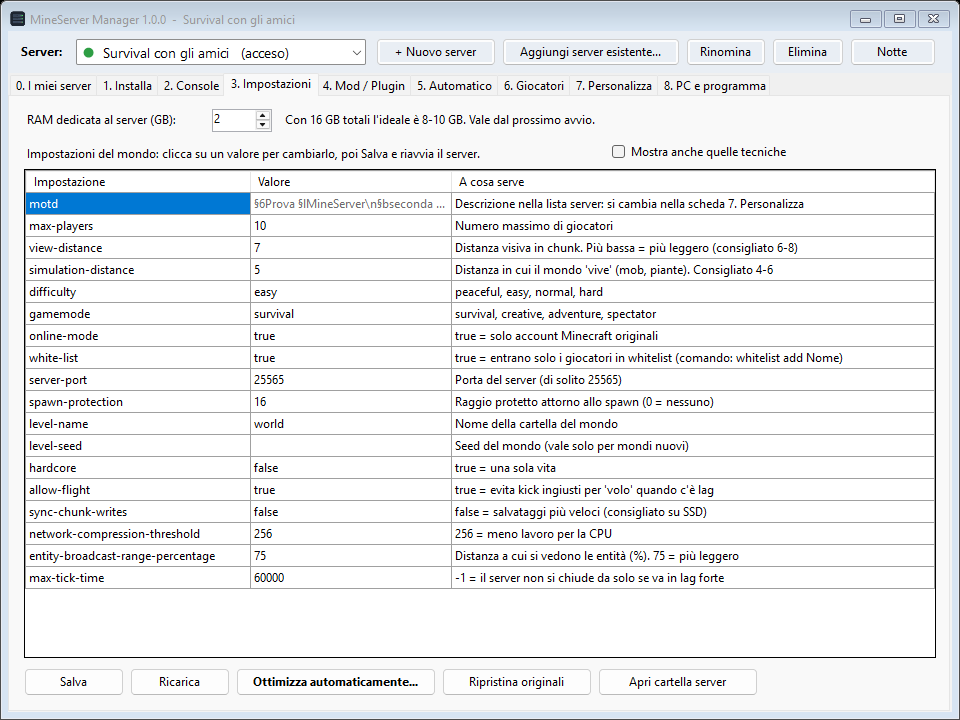 MineServer Manager 1.0.0 - Survival con gli amici
Server: Survival con gli amici (acceso) + Nuovo server Aggiungi server esistente... Rinomina Elimina Notte
0. I miei server 1. Installa 2. Console 3. Impostazioni 4. Mod / Plugin 5. Automatico 6. Giocatori 7. Personalizza 8. PC e programma
RAM dedicata al server (GB): 2 Con 16 GB totali l'ideale è 8-10 GB. Vale dal prossimo avvio.
Impostazioni del mondo: clicca su un valore per cambiarlo, poi Salva e riavvia il server. Mostra anche quelle tecniche
Impostazione Valore A cosa serve
motd §6Prova §lMineServer\n§bseconda ... Descrizione nella lista server: si cambia nella scheda 7. Personalizza
max-players 10 Numero massimo di giocatori
view-distance 7 Distanza visiva in chunk. Più bassa = più leggero (consigliato 6-8)
simulation-distance 5 Distanza in cui il mondo 'vive' (mob, piante). Consigliato 4-6
difficulty easy peaceful, easy, normal, hard
gamemode survival survival, creative, adventure, spectator
online-mode true true = solo account Minecraft originali
white-list true true = entrano solo i giocatori in whitelist (comando: whitelist add Nome)
server-port 25565 Porta del server (di solito 25565)
spawn-protection 16 Raggio protetto attorno allo spawn (0 = nessuno)
level-name world Nome della cartella del mondo
level-seed Seed del mondo (vale solo per mondi nuovi)
hardcore false true = una sola vita
allow-flight true true = evita kick ingiusti per 'volo' quando c'è lag
sync-chunk-writes false false = salvataggi più veloci (consigliato su SSD)
network-compression-threshold 256 256 = meno lavoro per la CPU
entity-broadcast-range-percentage 75 Distanza a cui si vedono le entità (%). 75 = più leggero
max-tick-time 60000 -1 = il server non si chiude da solo se va in lag forte
Salva Ricarica Ottimizza automaticamente... Ripristina originali Apri cartella server